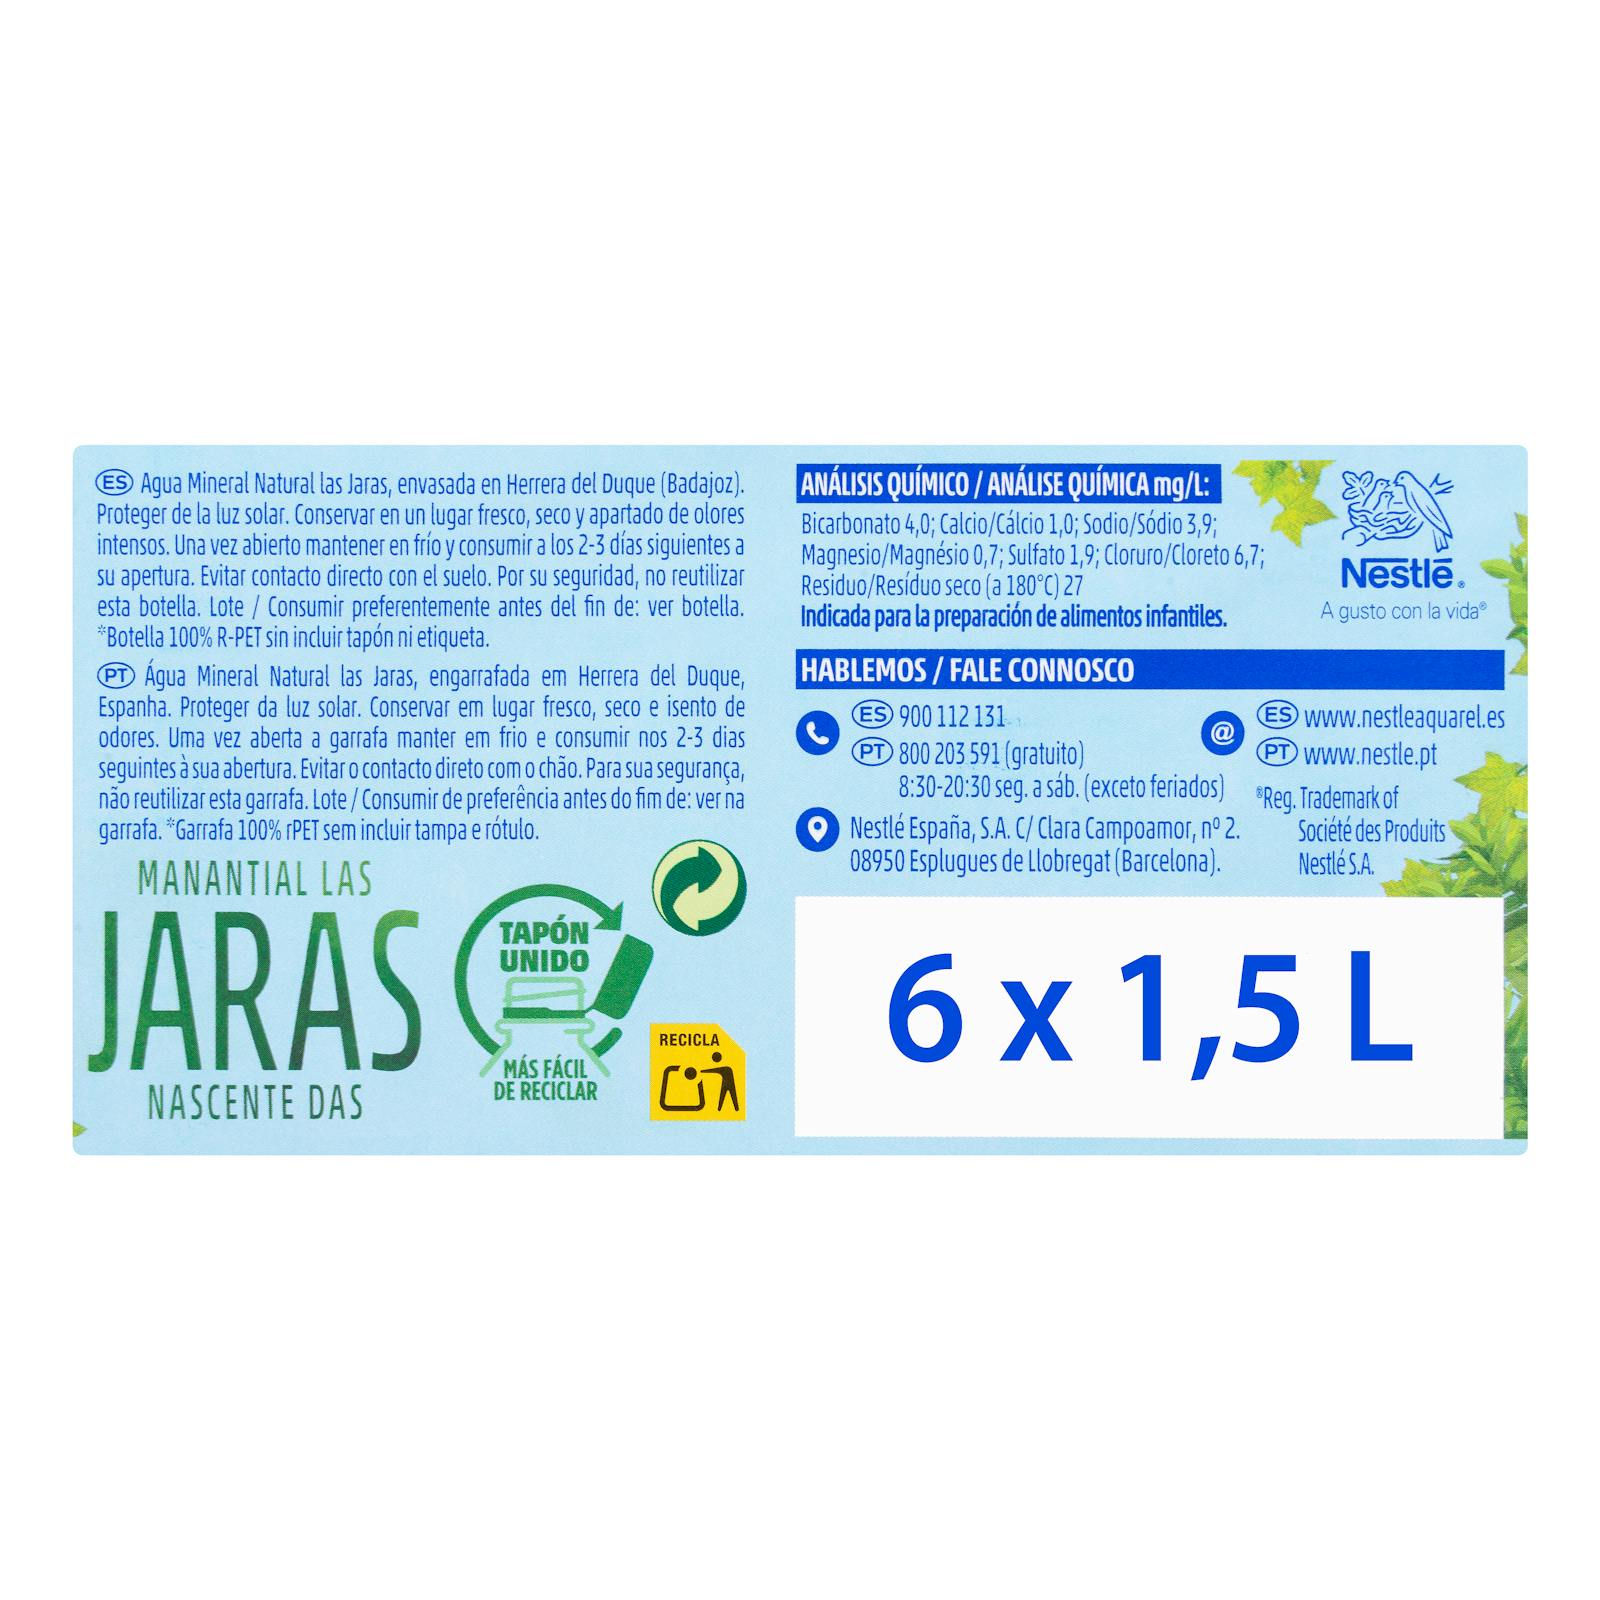 ES Agua Mineral Natural las Jaras, envasada en Herrera del Duque (Badajoz).
Proteger de la luz solar. Conservar en un lugar fresco, seco y apartado de olores
intensos. Una vez abierto mantener en frío y consumir a los 2-3 días siguientes a
su apertura. Evitar contacto directo con el suelo. Por su seguridad, no reutilizar
esta botella. Lote / Consumir preferentemente antes del fin de: ver botella.
*Botella 100% R-PET sin incluir tapón ni etiqueta.
PT Água Mineral Natural las Jaras, engarrafada em Herrera del Duque,
Espanha. Proteger da luz solar. Conservar em lugar fresco, seco e isento de
odores. Uma vez aberta a garrafa manter em frio e consumir nos 2-3 dias
seguintes à sua abertura. Evitar o contacto direto com o chão. Para sua segurança,
não reutilizar esta garrafa. Lote / Consumir de preferência antes do fim de: ver na
garrafa. *Garrafa 100% rPET sem incluir tampa e rótulo.
MANANTIAL LAS
JARAS
NASCENTE DAS
TAPÓN
UNIDO
MÁS FÁCIL
DE RECICLAR
RECICLA
ANÁLISIS QUÍMICO / ANÁLISE QUÍMICA mg/L:
Bicarbonato 4,0; Calcio/Cálcio 1,0; Sodio/Sódio 3,9;
Magnesio/Magnésio 0,7; Sulfato 1,9; Cloruro/Cloreto 6,7;
Residuo/Resíduo seco (a 180°C) 27
Indicada para la preparación de alimentos infantiles.
Nestlé®
A gusto con la vida®
HABLEMOS / FALE CONNOSCO
ES 900 112 131
PT 800 203 591 (gratuito)
8:30-20:30 seg. a sáb. (exceto feriados)
@ ES www.nestleaquarel.es
PT www.nestle.pt
Nestlé España, S.A. C/ Clara Campoamor, nº 2.
08950 Esplugues de Llobregat (Barcelona).
®Reg. Trademark of
Société des Produits
Nestlé S.A.
6 x 1,5 L